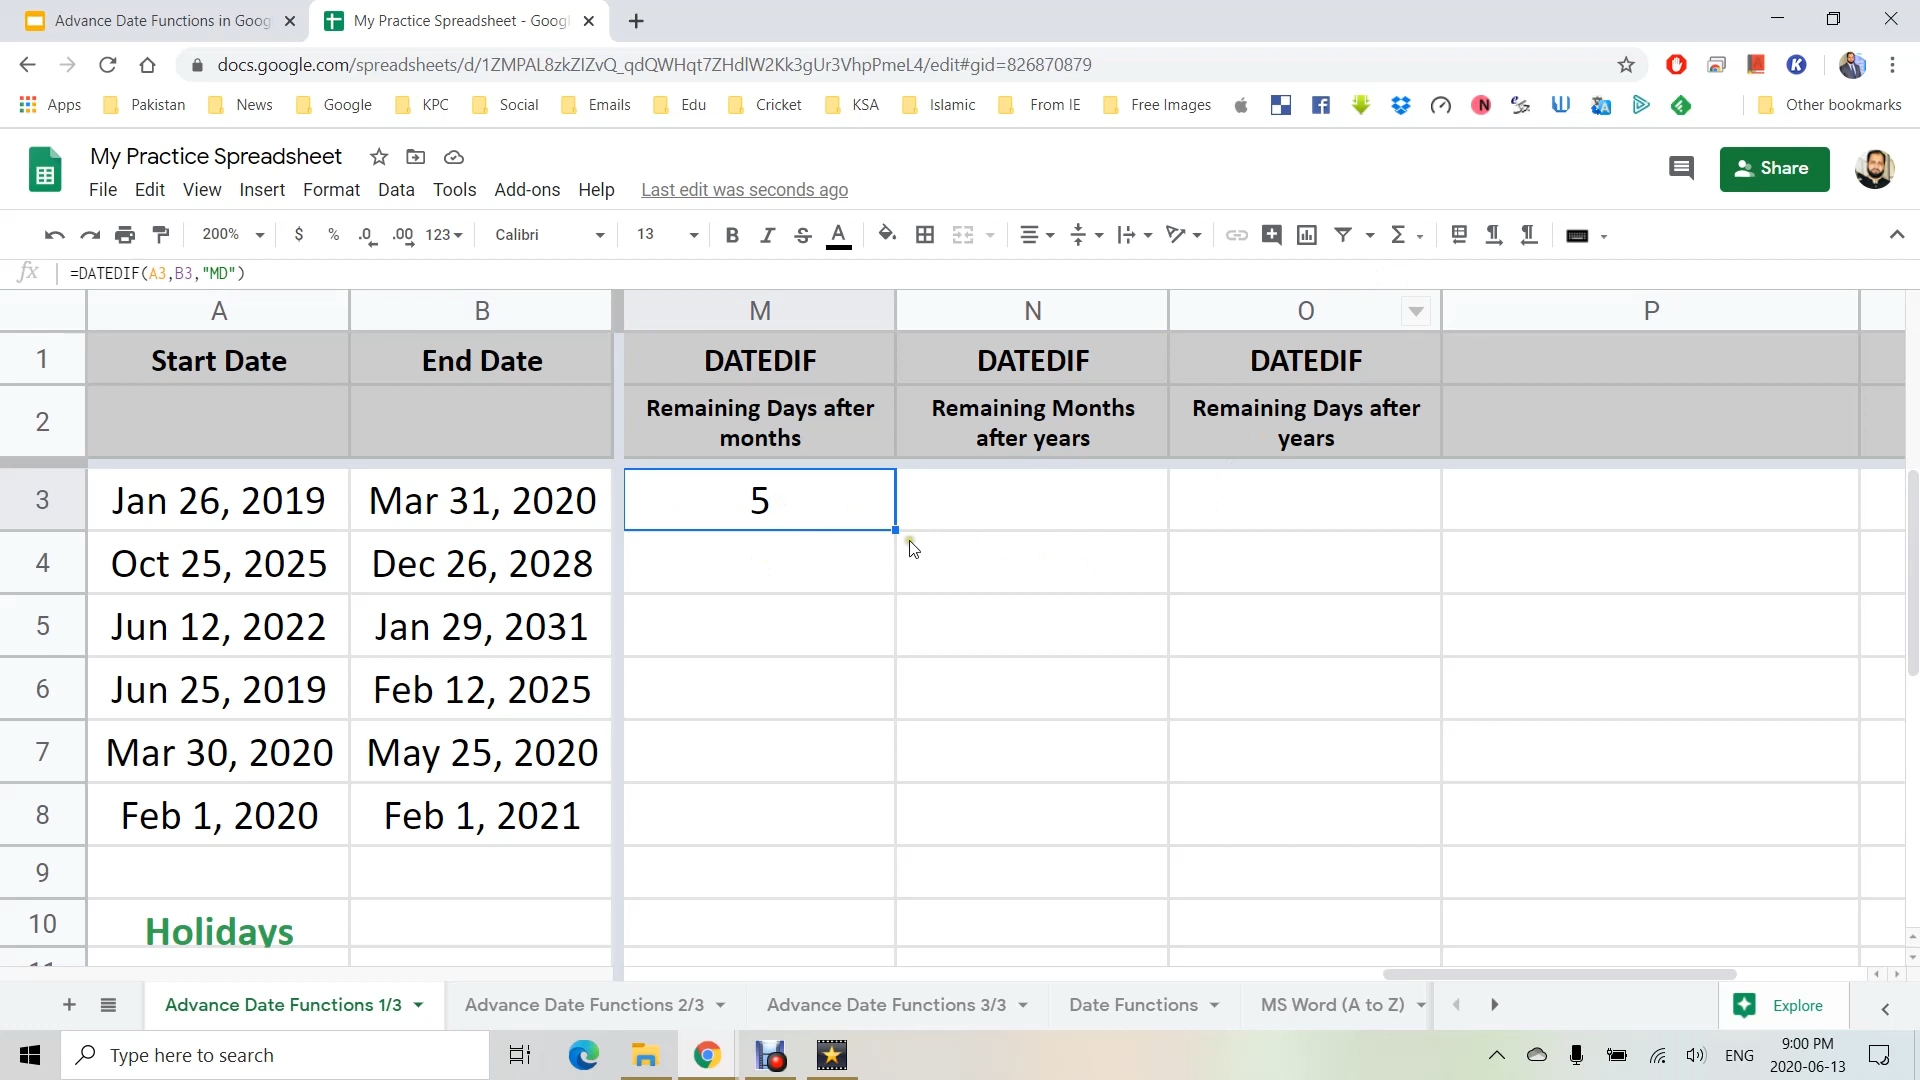 Advance Date Functions in Goog
My Practice Spreadsheet - Googl
docs.google.com/spreadsheets/d/1ZMPAL8zkZIZvQ_qdQWHqt7ZHdlW2Kk3gUr3VhpPmeL4/edit#gid=826870879
Apps Pakistan News Google KPC Social Emails Edu Cricket KSA Islamic From IE Free Images Other bookmarks
My Practice Spreadsheet
Share
File Edit View Insert Format Data Tools Add-ons Help Last edit was seconds ago
200% $ % .0 .00 123 Calibri 13 B I S A
fx =DATEDIF(A3,B3,"MD")
A B M N O P
1 Start Date End Date DATEDIF DATEDIF DATEDIF
2 Remaining Days after months Remaining Months after years Remaining Days after years
3 Jan 26, 2019 Mar 31, 2020 5
4 Oct 25, 2025 Dec 26, 2028
5 Jun 12, 2022 Jan 29, 2031
6 Jun 25, 2019 Feb 12, 2025
7 Mar 30, 2020 May 25, 2020
8 Feb 1, 2020 Feb 1, 2021
9
10 Holidays
11
Advance Date Functions 1/3 Advance Date Functions 2/3 Advance Date Functions 3/3 Date Functions MS Word (A to Z) Explore
Type here to search
ENG
9:00 PM
2020-06-13